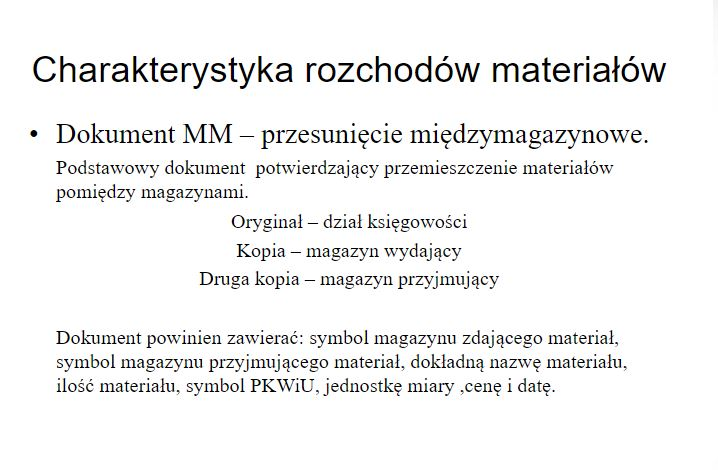 Charakterystyka rozchodów materiałów
• Dokument MM – przesunięcie międzymagazynowe.
Podstawowy dokument  potwierdzający przemieszczenie materiałów
pomiędzy magazynami.
Oryginał – dział księgowości
Kopia – magazyn wydający
Druga kopia – magazyn przyjmujący
Dokument powinien zawierać: symbol magazynu zdającego materiał,
symbol magazynu przyjmującego materiał, dokładną nazwę materiału,
ilość materiału, symbol PKWiU, jednostkę miary ,cenę i datę.